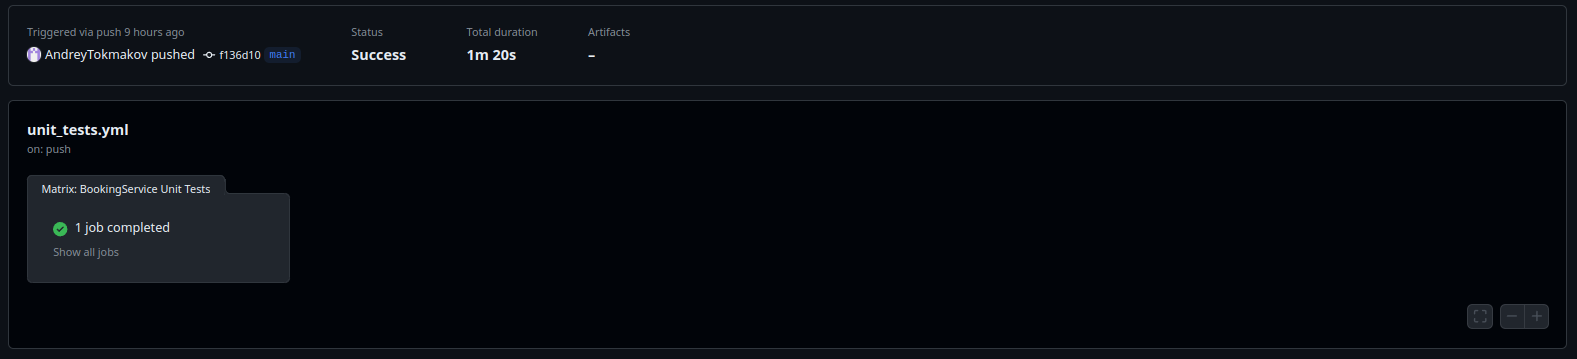 Triggered via push 9 hours ago
AndreyTokmakov pushed f136d10 main
Status
Success
Total duration
1m 20s
Artifacts
–
unit_tests.yml
on: push
Matrix: BookingService Unit Tests
1 job completed
Show all jobs